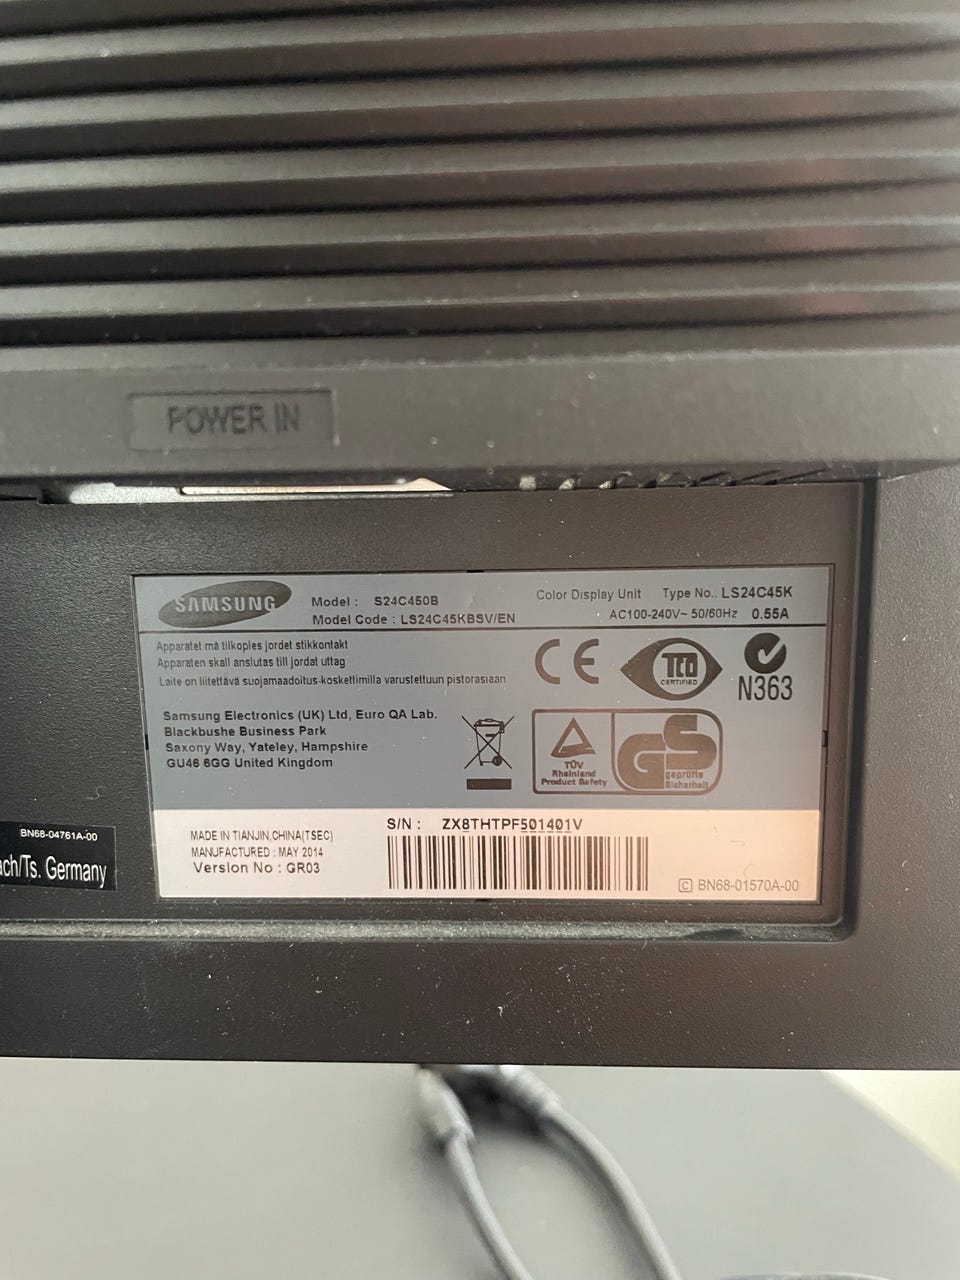 POWER IN
SAMSUNG
Model : S24C450B
Model Code : LS24C45KBSV/EN
Color Display Unit Type No.. LS24C45K
AC100-240V~ 50/60Hz 0.55A
Apparatet må tilkoples jordet stikkontakt
Apparaten skall anslutas till jordat uttag
Laite on liitettävä suojamaadoitus-koskettimilla varustettuun pistorasiaan
CE
TCO
CERTIFIED
N363
Samsung Electronics (UK) Ltd, Euro QA Lab.
Blackbushe Business Park
Saxony Way, Yateley, Hampshire
GU46 6GG United Kingdom
TÜV
Rheinland
Product Safety
GS
geprüfte
Sicherheit
BN68-04761A-00
ach/Ts. Germany
MADE IN TIANJIN,CHINA(TSEC)
MANUFACTURED : MAY 2014
Version No : GR03
S/N : ZX8THTPF501401V
C BN68-01570A-00